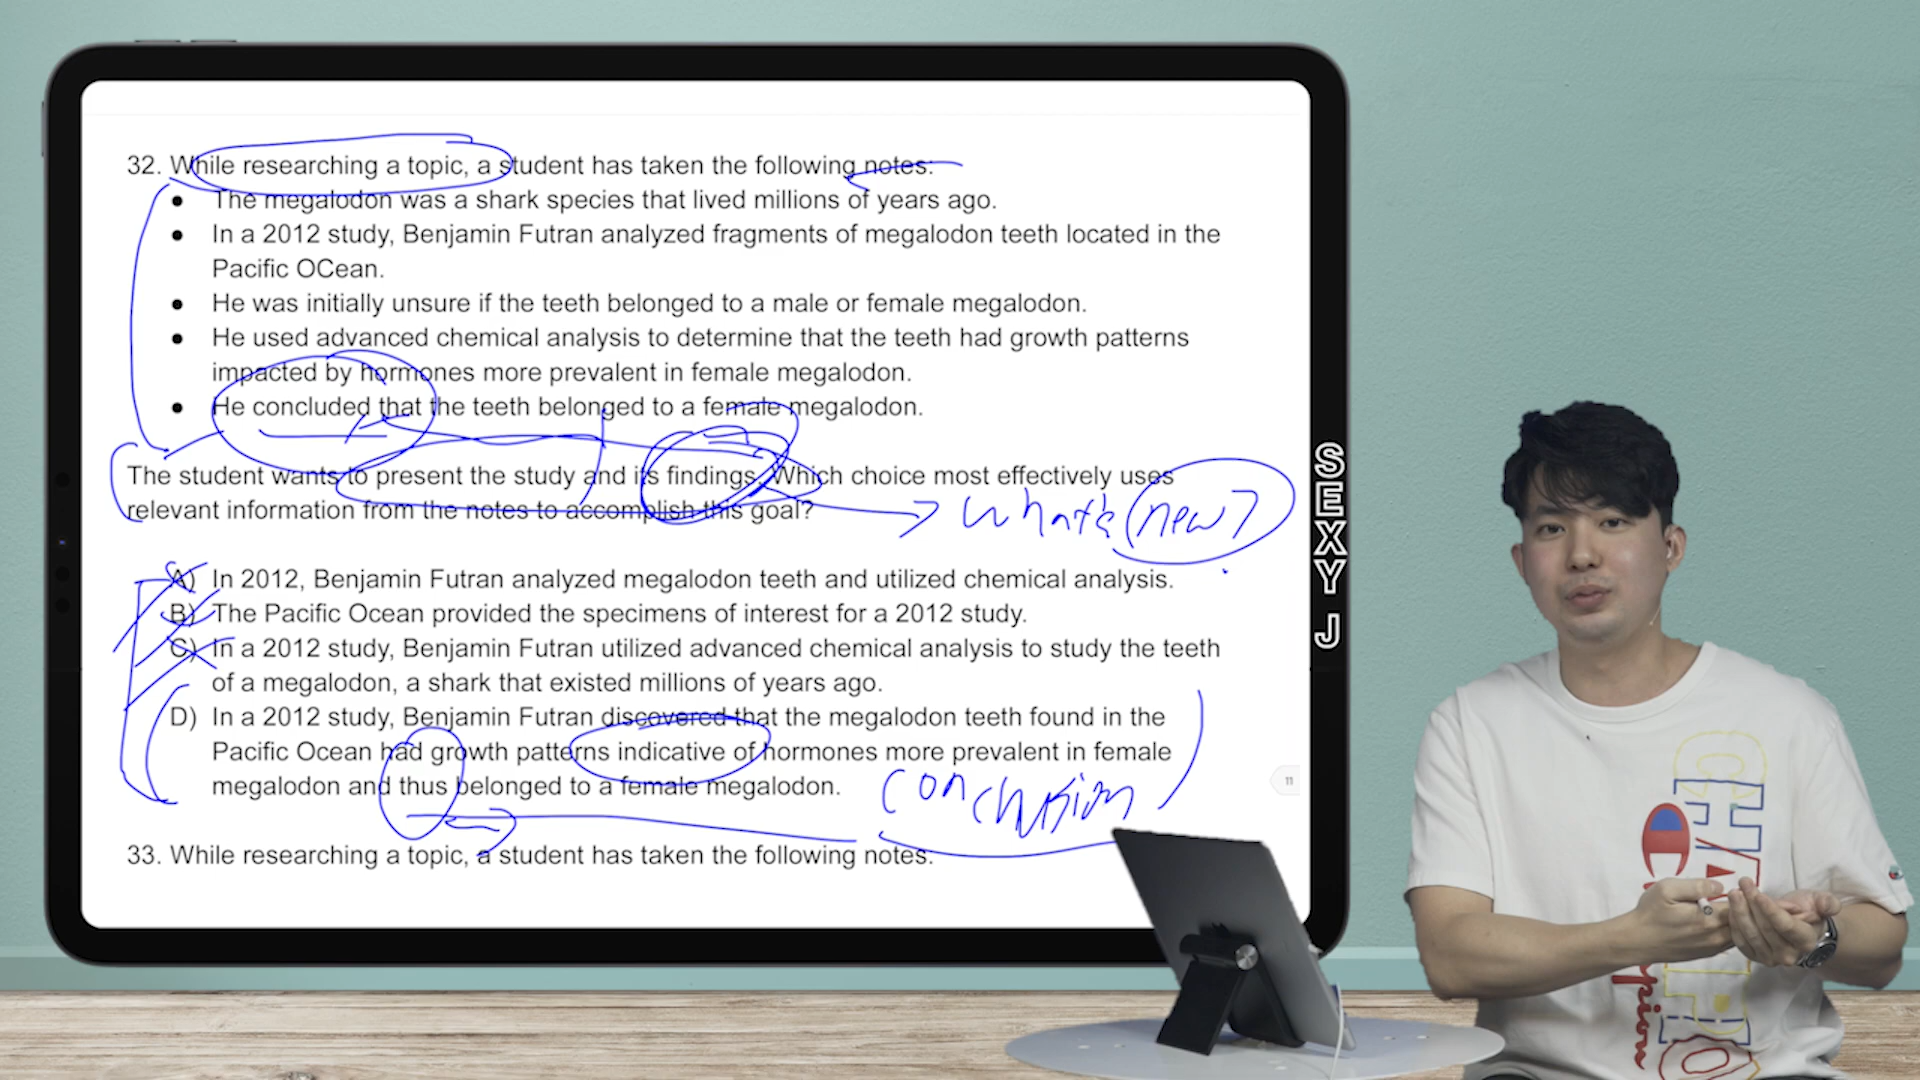 32. While researching a topic, a student has taken the following notes:
● The megalodon was a shark species that lived millions of years ago.
● In a 2012 study, Benjamin Futran analyzed fragments of megalodon teeth located in the
Pacific OCean.
● He was initially unsure if the teeth belonged to a male or female megalodon.
● He used advanced chemical analysis to determine that the teeth had growth patterns
impacted by hormones more prevalent in female megalodon.
● He concluded that the teeth belonged to a female megalodon.
The student wants to present the study and its findings. Which choice most effectively uses
relevant information from the notes to accomplish this goal?
what's new?
A) In 2012, Benjamin Futran analyzed megalodon teeth and utilized chemical analysis.
B) The Pacific Ocean provided the specimens of interest for a 2012 study.
C) In a 2012 study, Benjamin Futran utilized advanced chemical analysis to study the teeth
of a megalodon, a shark that existed millions of years ago.
D) In a 2012 study, Benjamin Futran discovered that the megalodon teeth found in the
Pacific Ocean had growth patterns indicative of hormones more prevalent in female
megalodon and thus belonged to a female megalodon.
conclusion
33. While researching a topic, a student has taken the following notes:
11
SEXY J